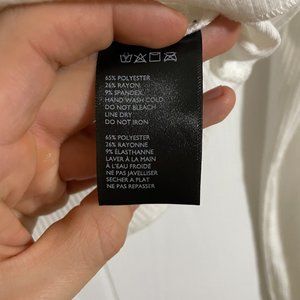 65% POLYESTER
26% RAYON
9% SPANDEX
HAND WASH COLD
DO NOT BLEACH
LINE DRY
DO NOT IRON
65% POLYESTER
26% RAYONNE
9% ÉLASTHANNE
LAVER À LA MAIN
À L'EAU FROIDE
NE PAS JAVELLISER
SÉCHER À PLAT
NE PAS REPASSER